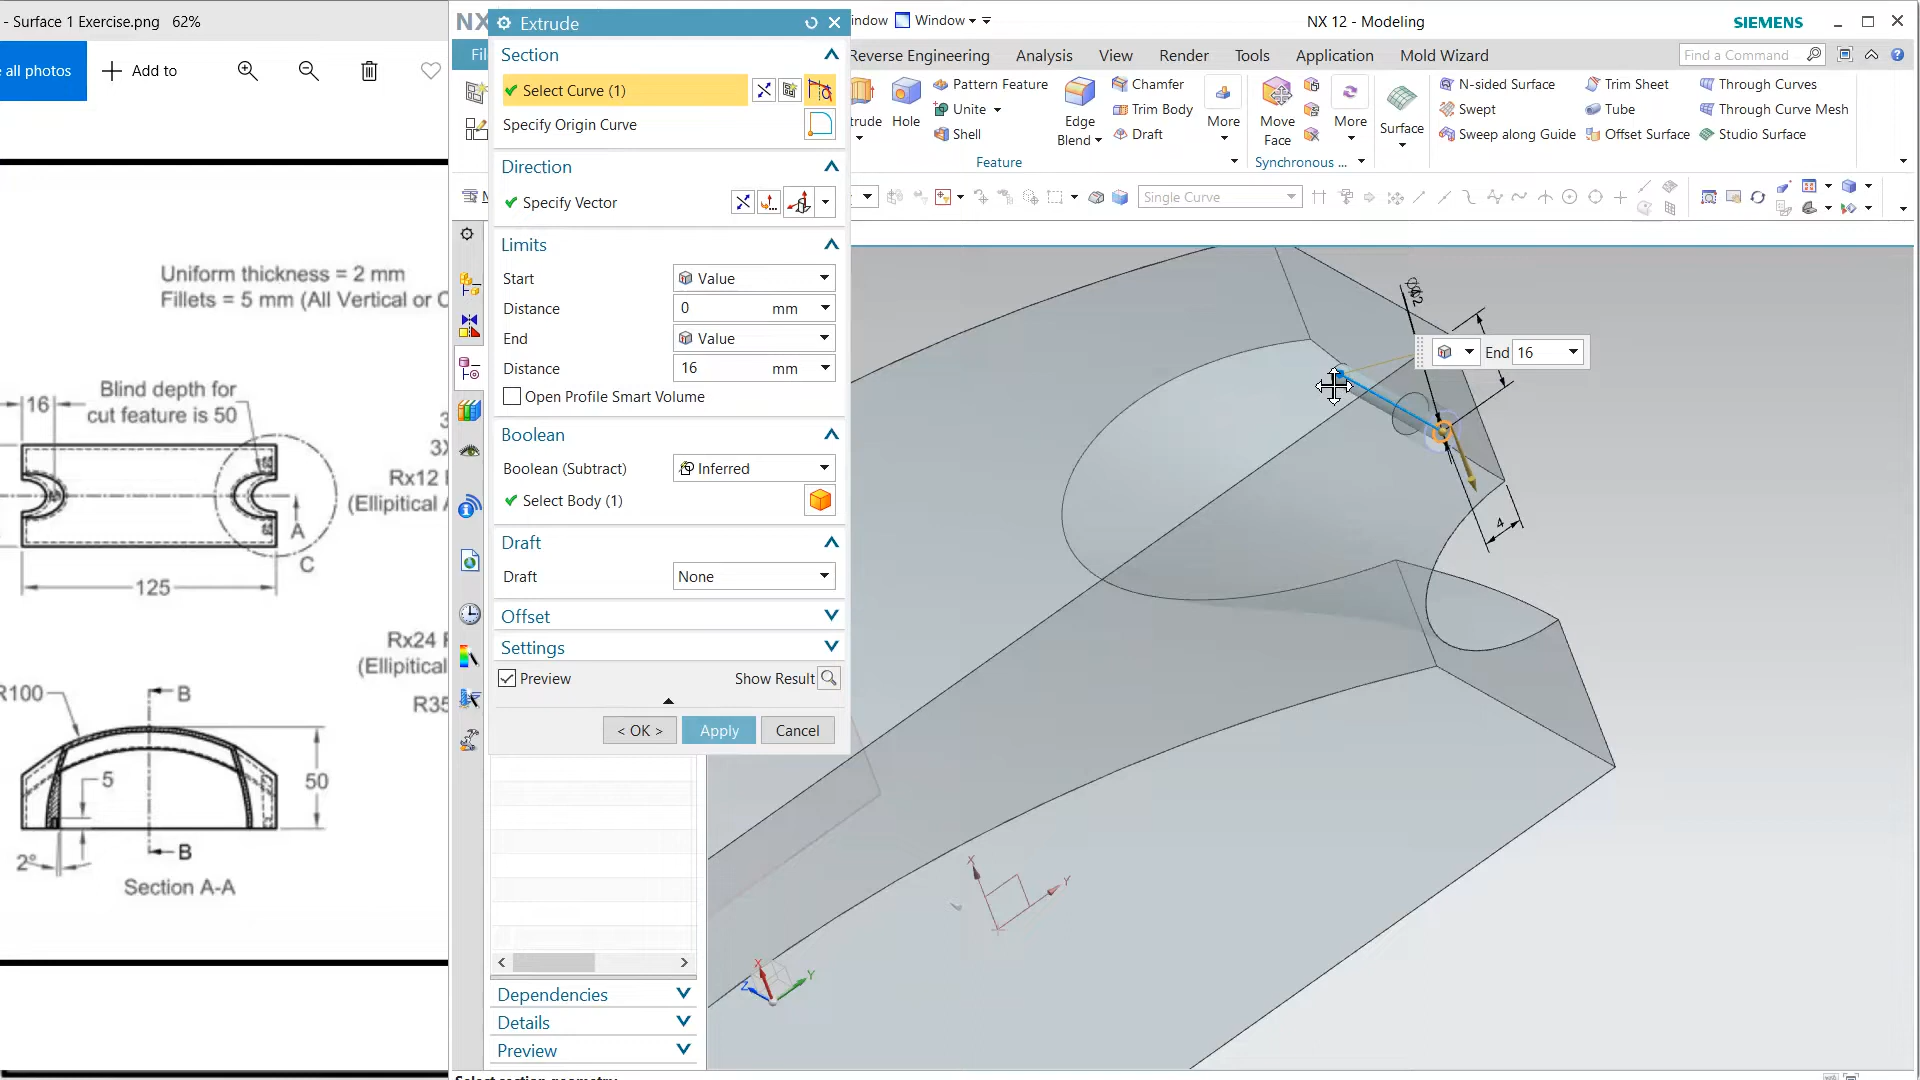 - Surface 1 Exercise.png 62%
all photos
Add to
Uniform thickness = 2 mm
Fillets = 5 mm (All Vertical or
Blind depth for
cut feature is 50
16
Rx12
(Ellipitical
A
C
125
Rx24
(Ellipitical
R35
R100
B
5
50
B
2°
Section A-A
NX
Window
NX 12 - Modeling
SIEMENS
Reverse Engineering
Analysis
View
Render
Tools
Application
Mold Wizard
Find a Command
Hole
Pattern Feature
Unite
Shell
Edge
Blend
Chamfer
Trim Body
Draft
More
Feature
Move
Face
More
Synchronous ...
Surface
N-sided Surface
Trim Sheet
Through Curves
Swept
Tube
Through Curve Mesh
Sweep along Guide
Offset Surface
Studio Surface
Single Curve
Extrude
Section
Select Curve (1)
Specify Origin Curve
Direction
Specify Vector
Limits
Start
Value
Distance
0 mm
End
Value
Distance
16 mm
Open Profile Smart Volume
Boolean
Boolean (Subtract)
Inferred
Select Body (1)
Draft
Draft
None
Offset
Settings
Preview
Show Result
< OK >
Apply
Cancel
Dependencies
Details
Preview
End 16
4
X
Y
X
Y
Z